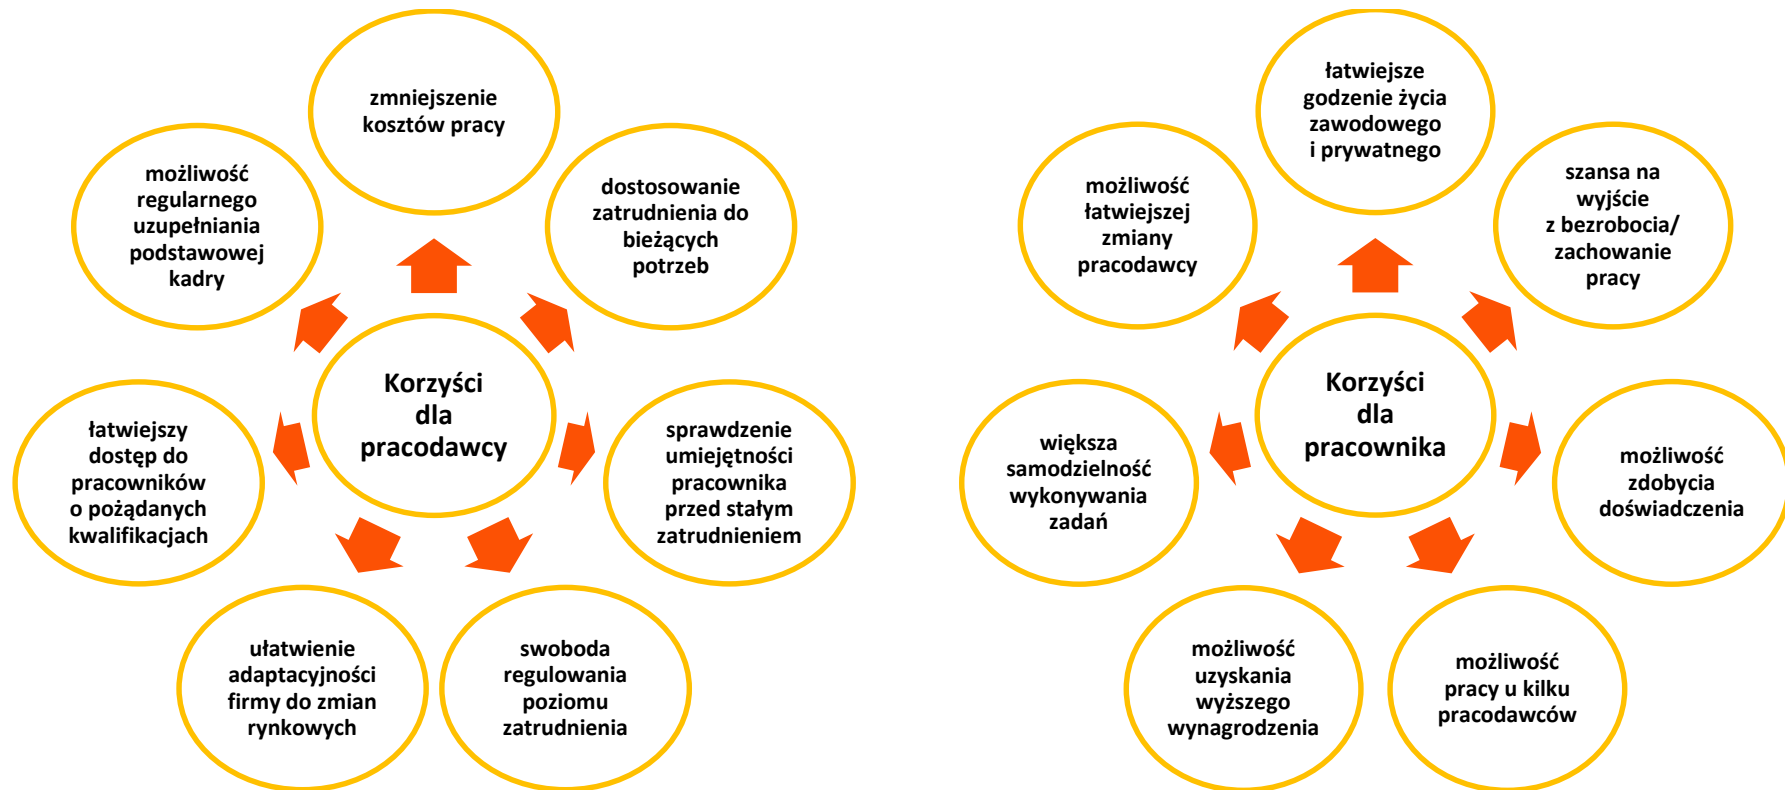 zmniejszenie
kosztów pracy
dostosowanie
zatrudnienia do
bieżących
potrzeb
sprawdzenie
umiejętności
pracownika
przed stałym
zatrudnieniem
swoboda
regulowania
poziomu
zatrudnienia
ułatwienie
adaptacyjności
firmy do zmian
rynkowych
łatwiejszy
dostęp do
pracowników
o pożądanych
kwalifikacjach
możliwość
regularnego
uzupełniania
podstawowej
kadry
Korzyści
dla
pracodawcy
łatwiejsze
godzenie życia
zawodowego
i prywatnego
szansa na
wyjście
z bezrobocia/
zachowanie
pracy
możliwość
zdobycia
doświadczenia
możliwość
pracy u kilku
pracodawców
możliwość
uzyskania
wyższego
wynagrodzenia
większa
samodzielność
wykonywania
zadań
możliwość
łatwiejszej
zmiany
pracodawcy
Korzyści
dla
pracownika